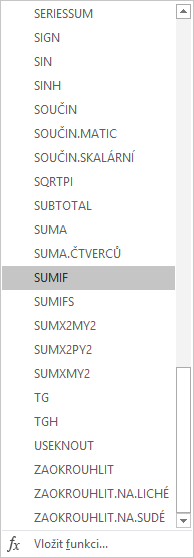 SERIESSUM
SIGN
SIN
SINH
SOUČIN
SOUČIN.MATIC
SOUČIN.SKALÁRNÍ
SQRTPI
SUBTOTAL
SUMA
SUMA.ČTVERCŮ
SUMIF
SUMIFS
SUMX2MY2
SUMX2PY2
SUMXMY2
TG
TGH
USEKNOUT
ZAOKROUHLIT
ZAOKROUHLIT.NA.LICHÉ
ZAOKROUHLIT.NA.SUDÉ
fx Vložit funkci...